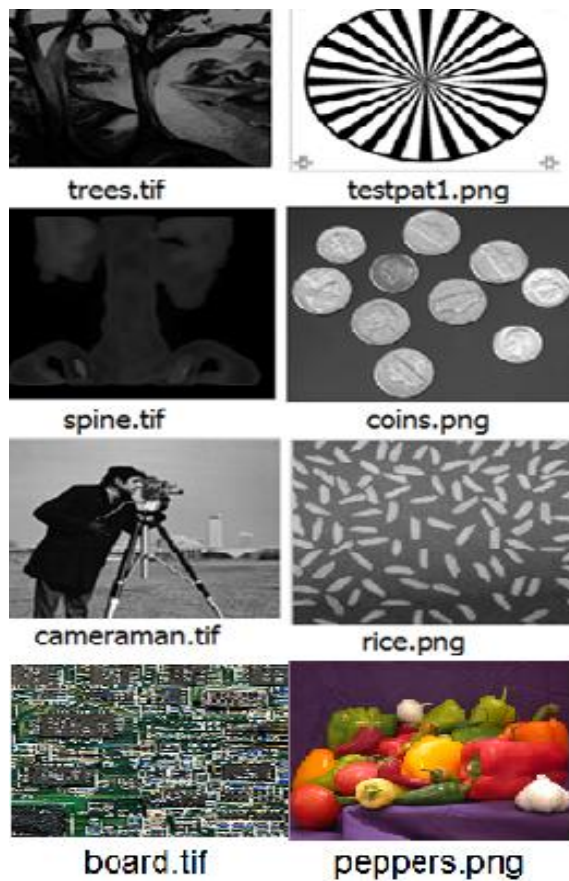 trees.tif testpat1.png
spine.tif coins.png
cameraman.tif rice.png
board.tif peppers.png